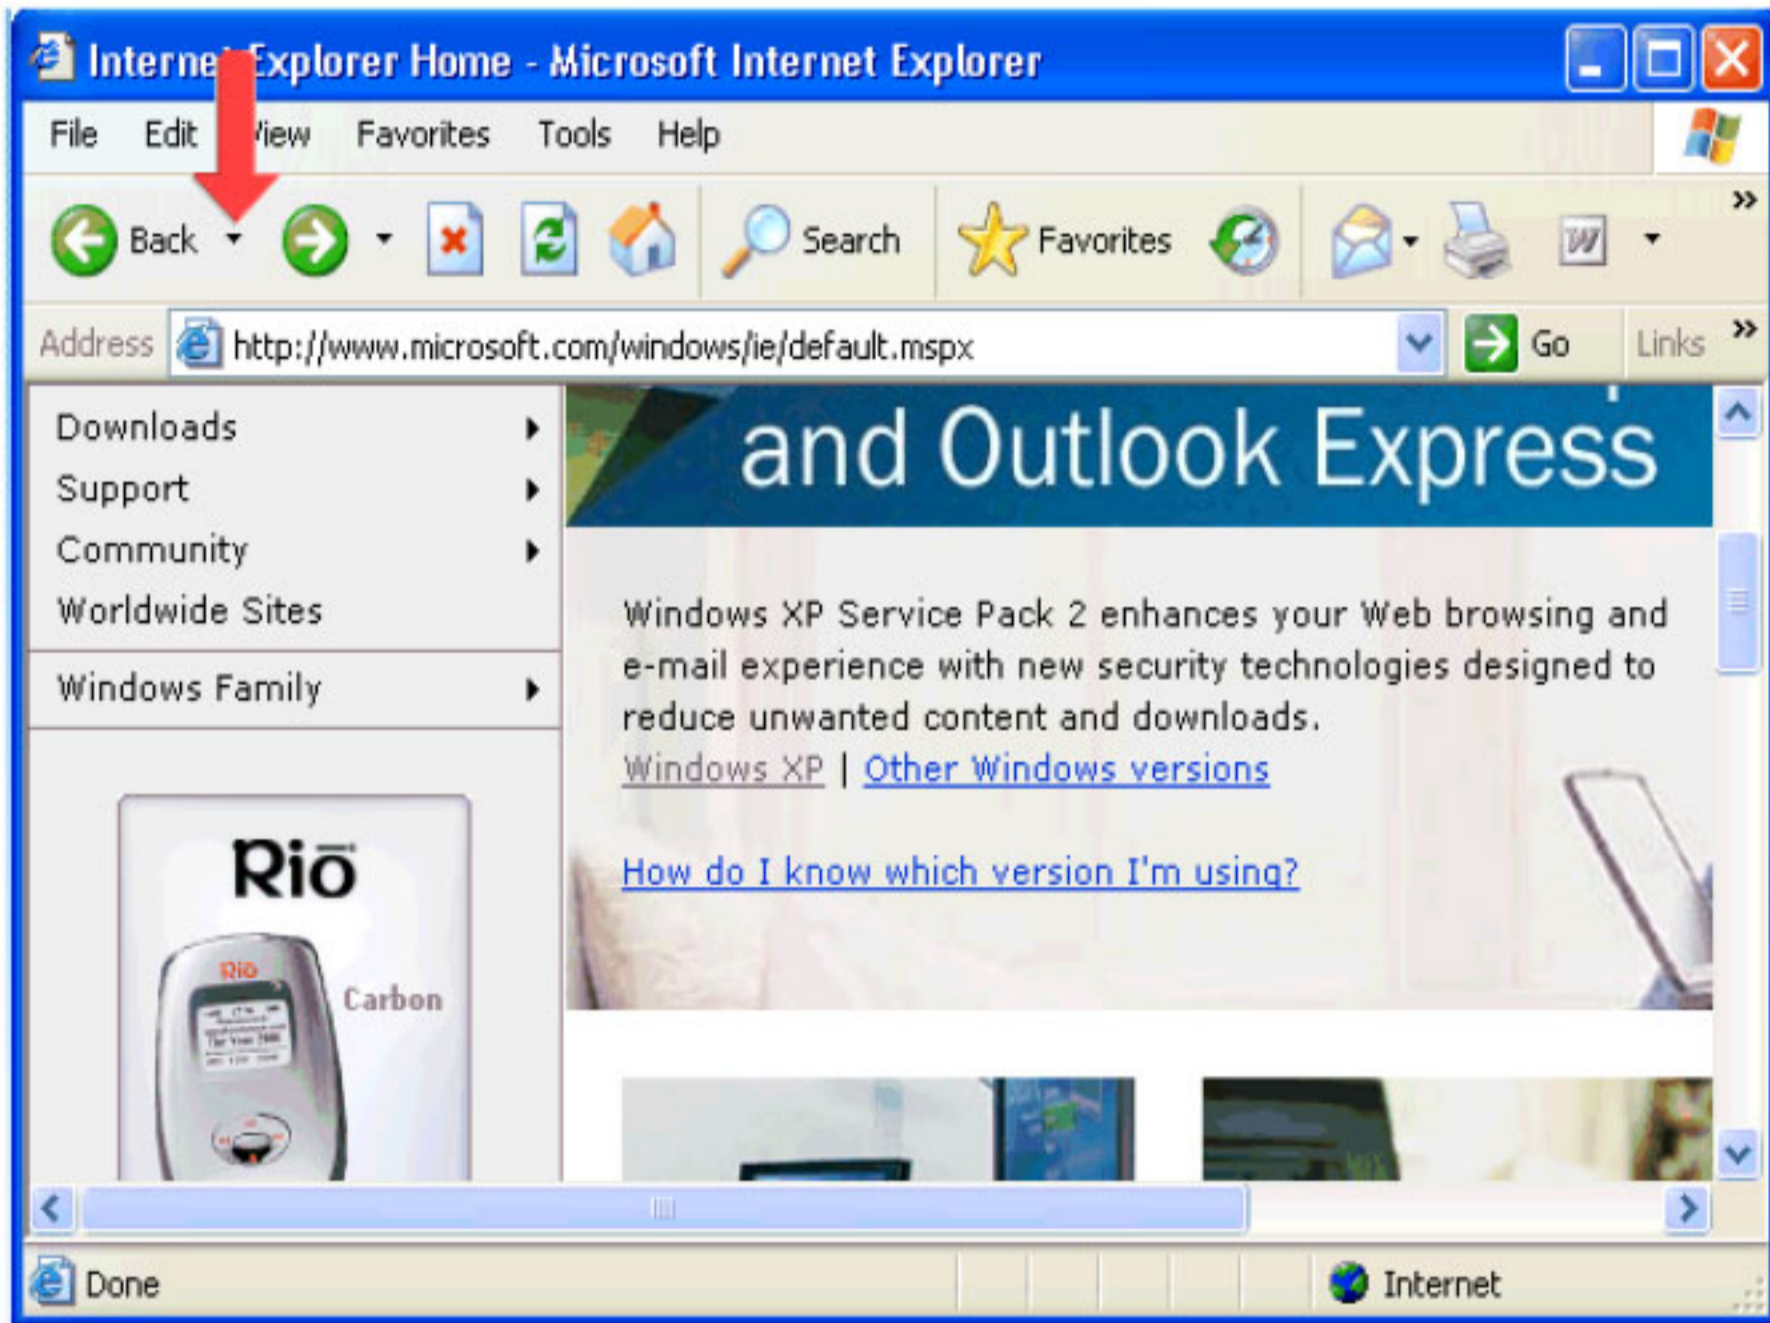 Internet Explorer Home - Microsoft Internet Explorer
File Edit View Favorites Tools Help
Back Search Favorites W »
Address http://www.microsoft.com/windows/ie/default.mspx Go Links »
Downloads
Support
Community
Worldwide Sites
Windows Family
Riō
Riō
Carbon
and Outlook Express
Windows XP Service Pack 2 enhances your Web browsing and
e-mail experience with new security technologies designed to
reduce unwanted content and downloads.
Windows XP | Other Windows versions
How do I know which version I'm using?
Done Internet